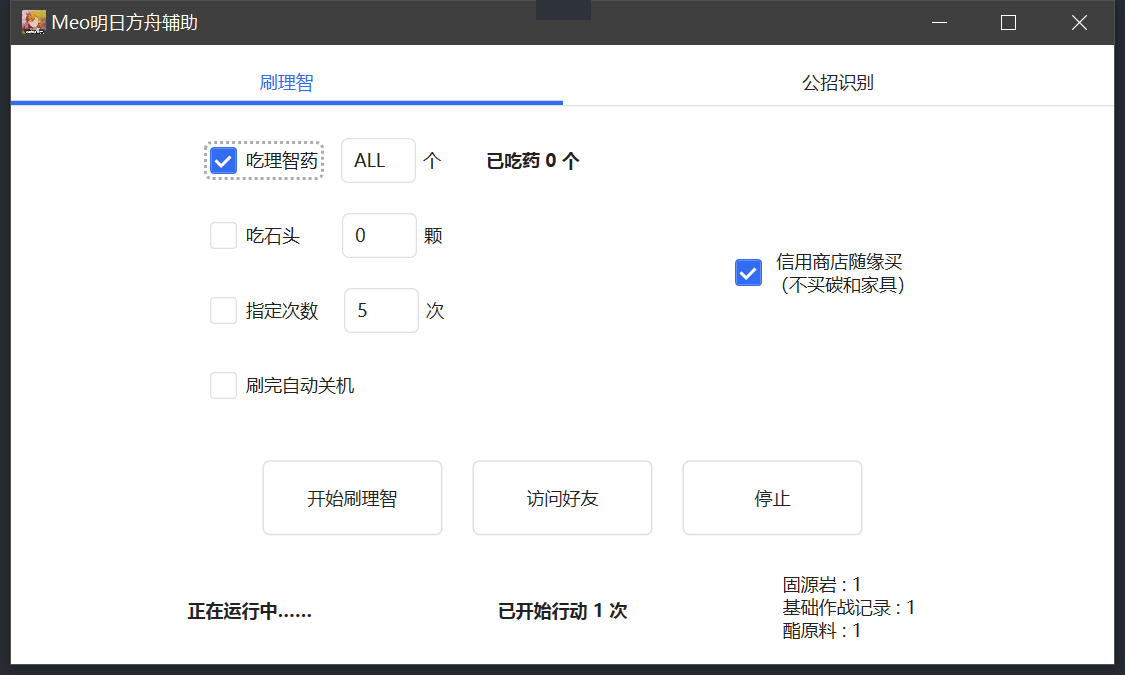 Meo明日方舟辅助
刷理智
公招识别
吃理智药 ALL 个 已吃药 0 个
吃石头 0 颗
信用商店随缘买
（不买碳和家具）
指定次数 5 次
刷完自动关机
开始刷理智
访问好友
停止
正在运行中......
已开始行动 1 次
固源岩 : 1
基础作战记录 : 1
酯原料 : 1